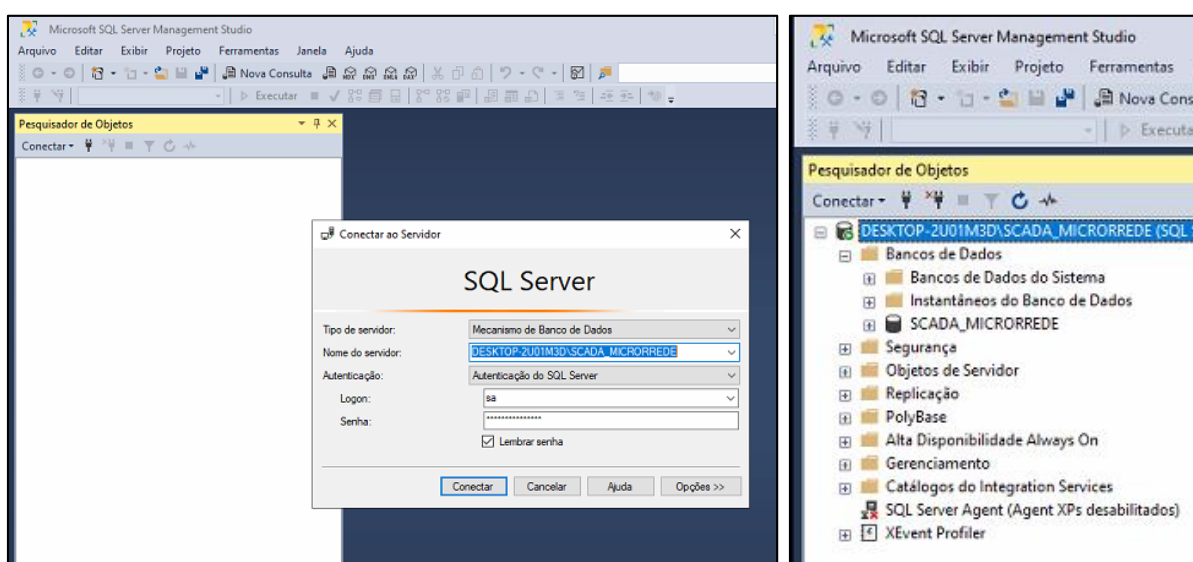 Microsoft SQL Server Management Studio
Arquivo Editar Exibir Projeto Ferramentas Janela Ajuda
Nova Consulta
Executar
Pesquisador de Objetos
Conectar
Conectar ao Servidor
SQL Server
Tipo de servidor: Mecanismo de Banco de Dados
Nome do servidor: DESKTOP-2U01M3D\SCADA_MICRORREDE
Autenticação: Autenticação do SQL Server
Logon: sa
Senha: ***************
Lembrar senha
Conectar Cancelar Ajuda Opções >>
Microsoft SQL Server Management Studio
Arquivo Editar Exibir Projeto Ferramentas
Nova Cons
Executa
Pesquisador de Objetos
Conectar
DESKTOP-2U01M3D\SCADA_MICRORREDE (SQL
Bancos de Dados
Bancos de Dados do Sistema
Instantâneos do Banco de Dados
SCADA_MICRORREDE
Segurança
Objetos de Servidor
Replicação
PolyBase
Alta Disponibilidade Always On
Gerenciamento
Catálogos do Integration Services
SQL Server Agent (Agent XPs desabilitados)
XEvent Profiler